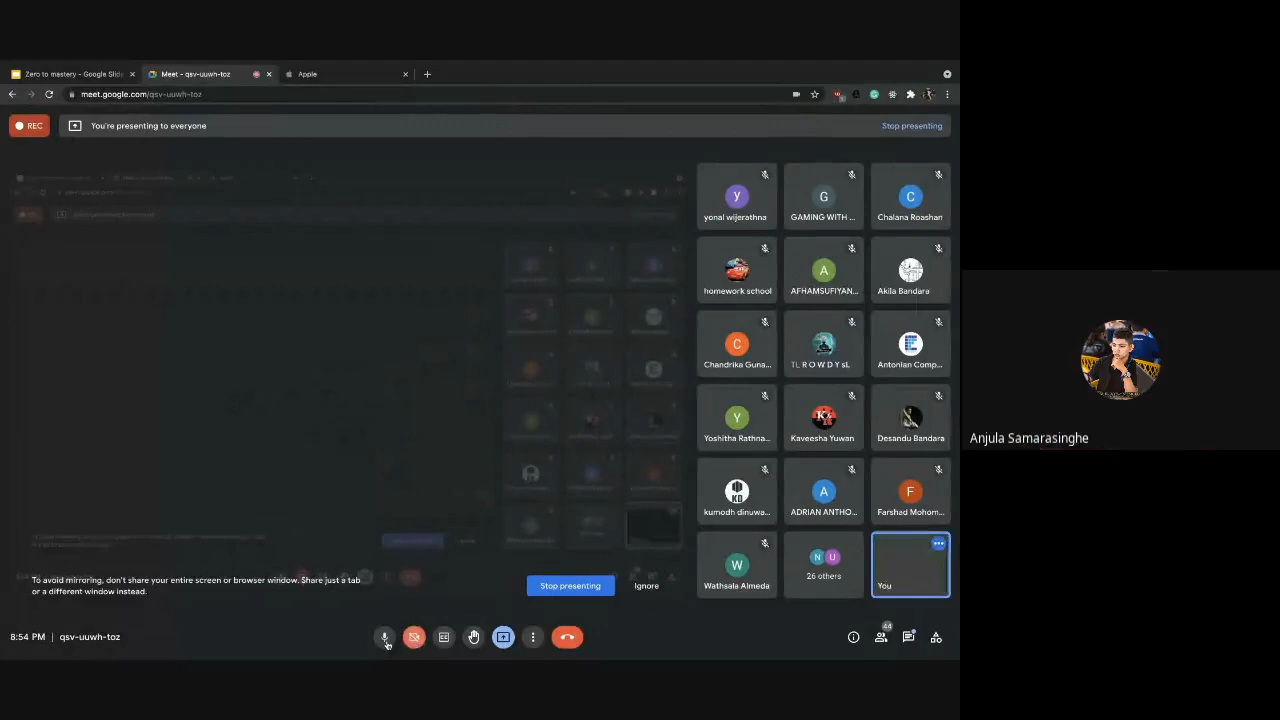 Zero to mastery - Google Slid
Meet - qsv-uuwh-toz
Apple
meet.google.com/qsv-uuwh-toz
REC
You're presenting to everyone
Stop presenting
y
yonal wijerathna
G
GAMING WITH ...
C
Chalana Roashan
homework school
A
AFHAMSUFIYAN...
Akila Bandara
C
Chandrika Guna...
TL R O W D Y sL
Antonian Comp...
Y
Yoshitha Rathna...
Kaveesha Yuwan
Desandu Bandara
KD
kumodh dinuwa...
A
ADRIAN ANTHO...
F
Farshad Mohom...
W
Wathsala Almeda
N U
26 others
You
To avoid mirroring, don't share your entire screen or browser window. Share just a tab
or a different window instead.
Stop presenting
Ignore
8:54 PM | qsv-uuwh-toz
44
Anjula Samarasinghe